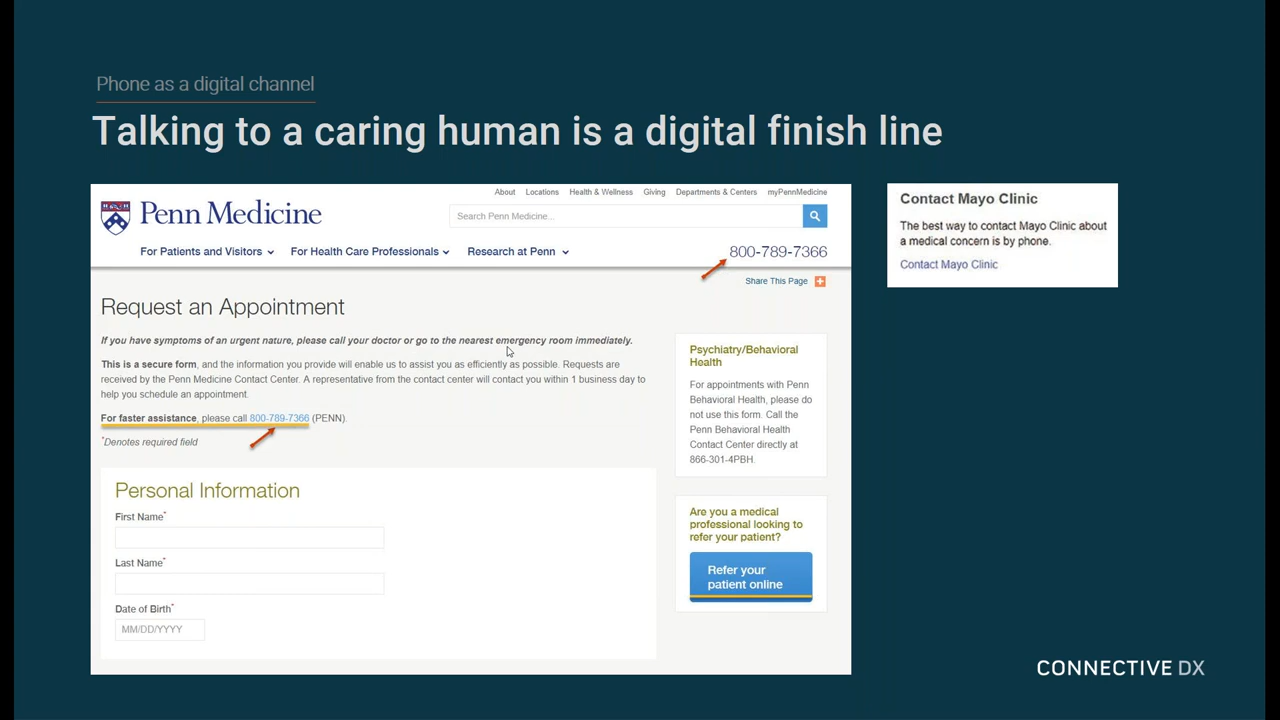 Phone as a digital channel
Talking to a caring human is a digital finish line
About Locations Health & Wellness Giving Departments & Centers myPennMedicine
Penn Medicine
Search Penn Medicine...
For Patients and Visitors
For Health Care Professionals
Research at Penn
800-789-7366
Share This Page
Request an Appointment
If you have symptoms of an urgent nature, please call your doctor or go to the nearest emergency room immediately.
This is a secure form, and the information you provide will enable us to assist you as efficiently as possible. Requests are
received by the Penn Medicine Contact Center. A representative from the contact center will contact you within 1 business day to
help you schedule an appointment.
For faster assistance, please call 800-789-7366 (PENN).
*Denotes required field
Personal Information
First Name*
Last Name*
Date of Birth*
MM/DD/YYYY
Psychiatry/Behavioral
Health
For appointments with Penn
Behavioral Health, please do
not use this form. Call the
Penn Behavioral Health
Contact Center directly at
866-301-4PBH.
Are you a medical
professional looking to
refer your patient?
Refer your
patient online
Contact Mayo Clinic
The best way to contact Mayo Clinic about
a medical concern is by phone.
Contact Mayo Clinic
CONNECTIVE DX